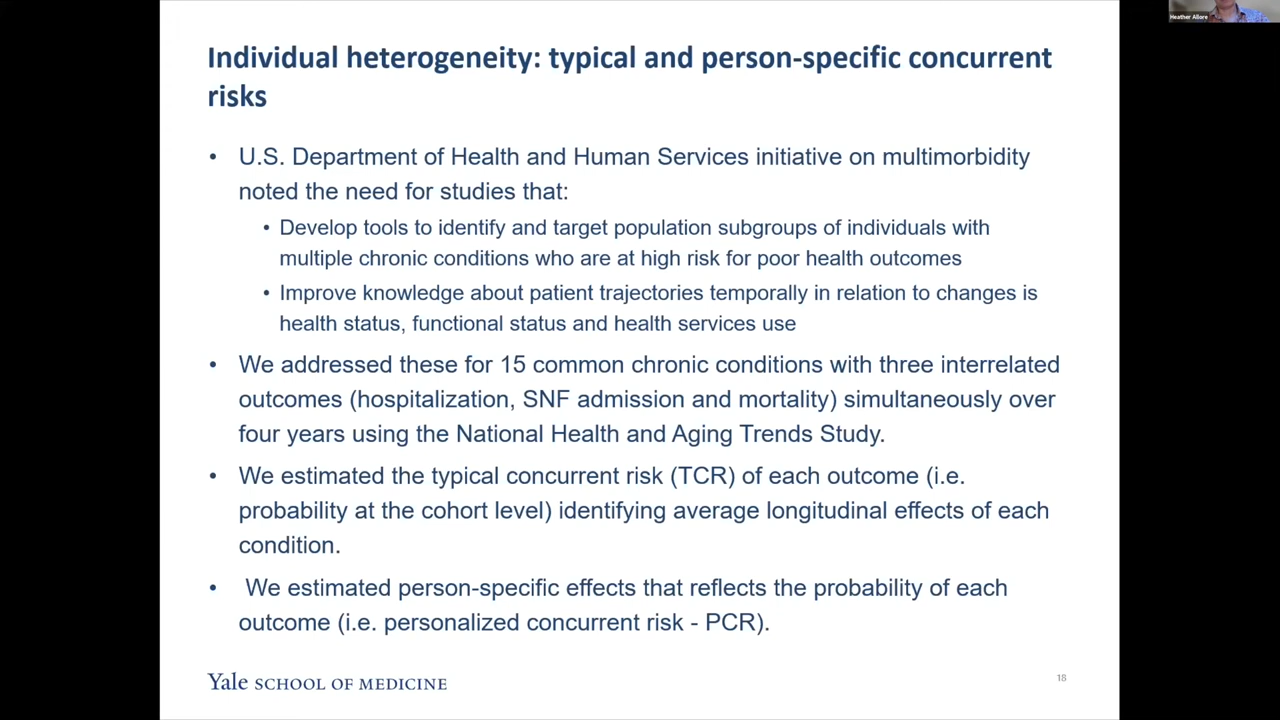 Heather Allore
Individual heterogeneity: typical and person-specific concurrent
risks
• U.S. Department of Health and Human Services initiative on multimorbidity
noted the need for studies that:
• Develop tools to identify and target population subgroups of individuals with
multiple chronic conditions who are at high risk for poor health outcomes
• Improve knowledge about patient trajectories temporally in relation to changes is
health status, functional status and health services use
• We addressed these for 15 common chronic conditions with three interrelated
outcomes (hospitalization, SNF admission and mortality) simultaneously over
four years using the National Health and Aging Trends Study.
• We estimated the typical concurrent risk (TCR) of each outcome (i.e.
probability at the cohort level) identifying average longitudinal effects of each
condition.
• We estimated person-specific effects that reflects the probability of each
outcome (i.e. personalized concurrent risk - PCR).
Yale SCHOOL OF MEDICINE
18